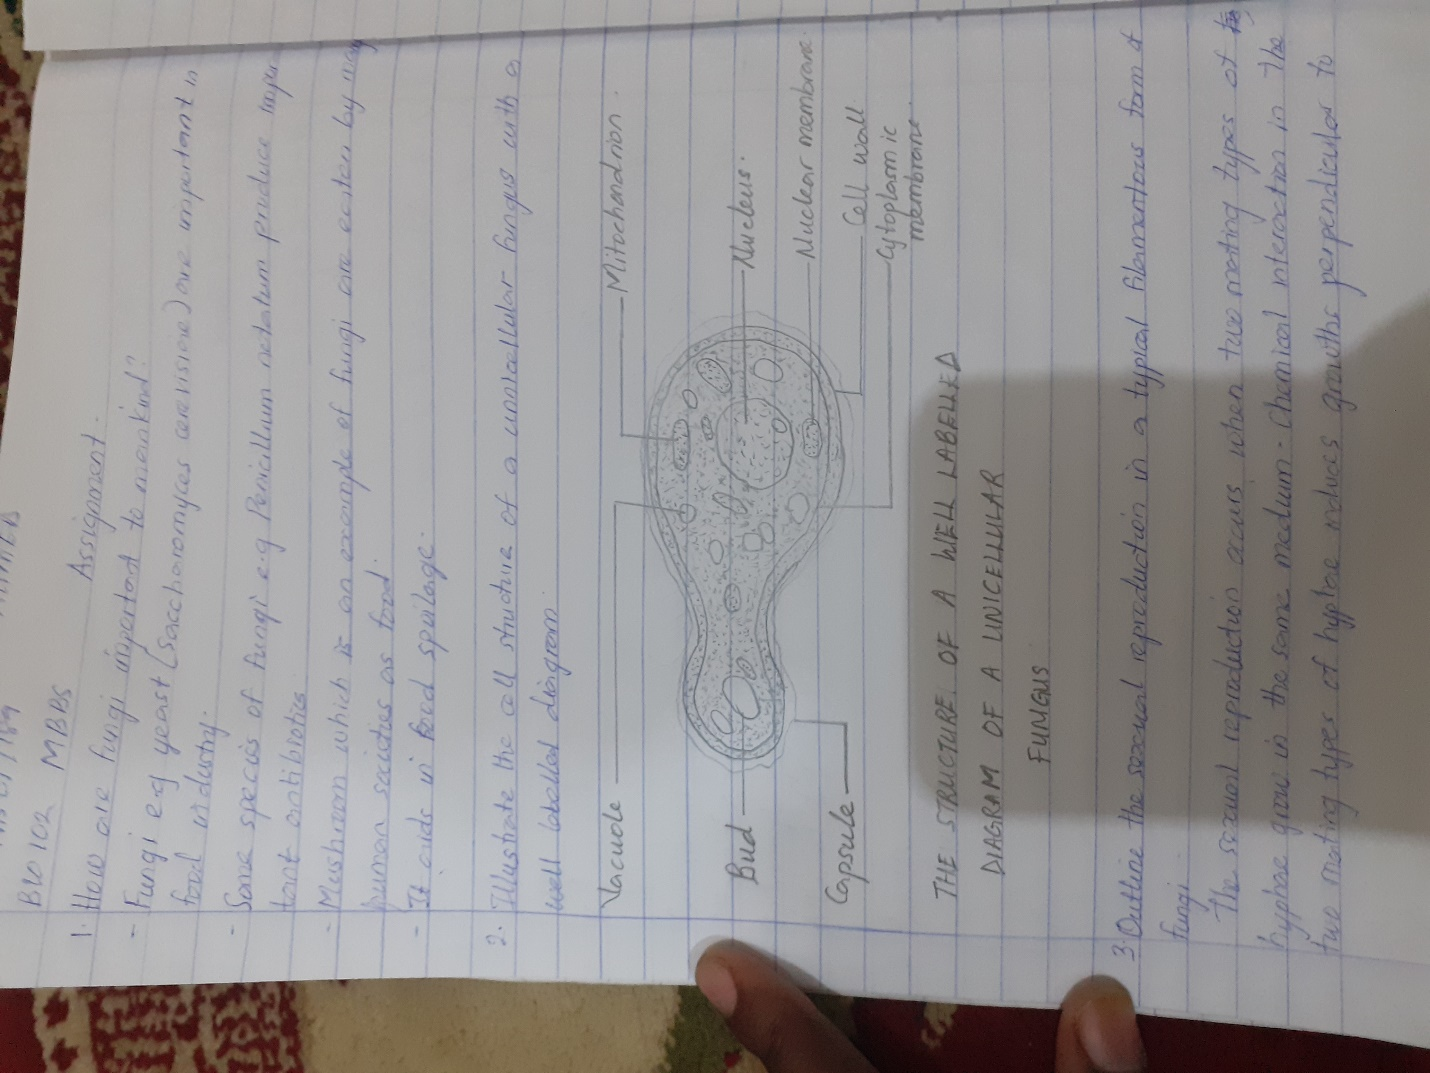 BIO 102 MBBS
Assignment.
1. How are fungi important to mankind?
- Fungi e.g yeast (saccharomyces cerevisiere) are important in
food industry.
- Some specis of fungi e.g Penicillium notatum produce impor
tant antibiotics
- Mushroom which is an example of fungi are eaten by many
human societies as food.
- It aids in food spoilage.
2. Illustrate the cell structure of a unicellular fungus with a
well labelled diagram
Vacuole
Mitochondrion.
Bud
Nucleus.
Nuclear membrane.
Capsule
Cell wall
Cytoplasmic
membrane.
THE STRUCTURE OF A WELL LABELLED
DIAGRAM OF A UNICELLULAR
FUNGUS
3. Outline the sexual reproduction in a typical filamentous form of
fungi.
The sexual reproduction occurs when two mating types of
hyphae grow in the same medium. Chemical interaction in the
two mating types of hyphae induces growths perpendicular to